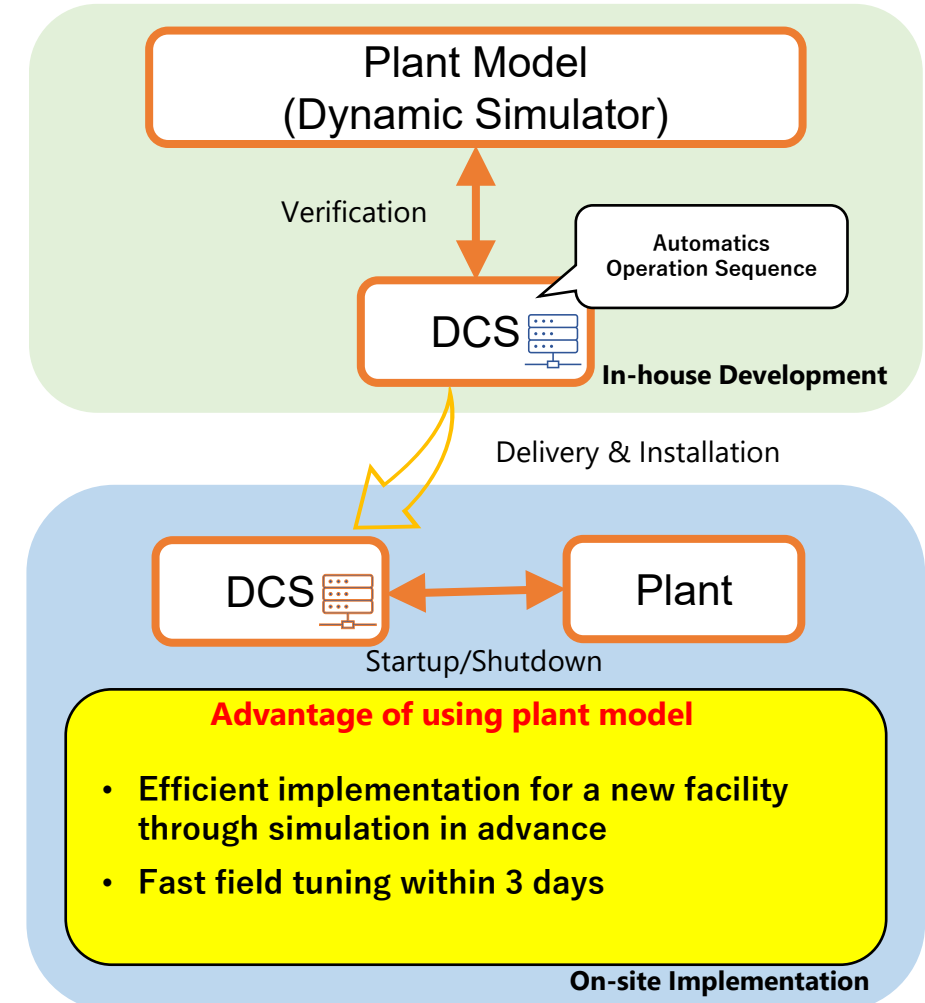 Plant Model
(Dynamic Simulator)
Verification
Automatics
Operation Sequence
DCS
In-house Development
Delivery & Installation
DCS
Plant
Startup/Shutdown
Advantage of using plant model
• Efficient implementation for a new facility
through simulation in advance
• Fast field tuning within 3 days
On-site Implementation